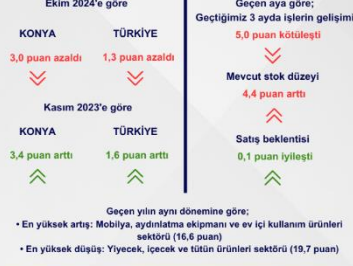 Ekim 2024'e göre
KONYA
TÜRKİYE
3,0 puan azaldı
1,3 puan azaldı
Kasım 2023'e göre
KONYA
TÜRKİYE
3,4 puan arttı
1,6 puan arttı
Geçen aya göre;
Geçtiğimiz 3 ayda işlerin gelişimi
5,0 puan kötüleşti
Mevcut stok düzeyi
4,4 puan arttı
Satış beklentisi
0,1 puan iyileşti
Geçen yılın aynı dönemine göre;
• En yüksek artış: Mobilya, aydınlatma ekipmanı ve ev içi kullanım ürünleri
sektörü (16,6 puan)
• En yüksek düşüş: Yiyecek, içecek ve tütün ürünleri sektörü (19,7 puan)